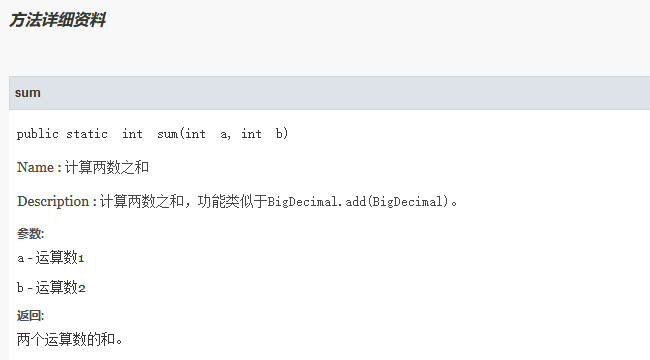 方法详细资料
sum
public static int sum(int a, int b)
Name : 计算两数之和
Description : 计算两数之和，功能类似于BigDecimal.add(BigDecimal)。
参数:
a - 运算数1
b - 运算数2
返回:
两个运算数的和。